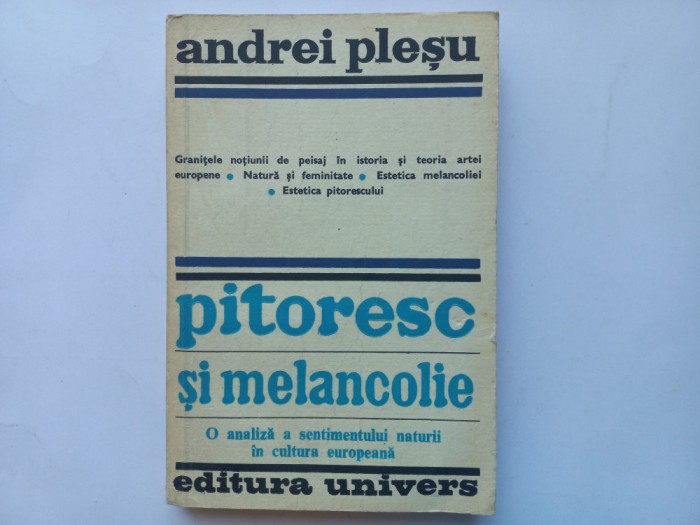 andrei pleșu
Granițele noțiunii de peisaj în istoria și teoria artei
europene • Natură și feminitate • Estetica melancoliei
• Estetica pitorescului
pitoresc
și melancolie
O analiză a sentimentului naturii
în cultura europeană
editura univers